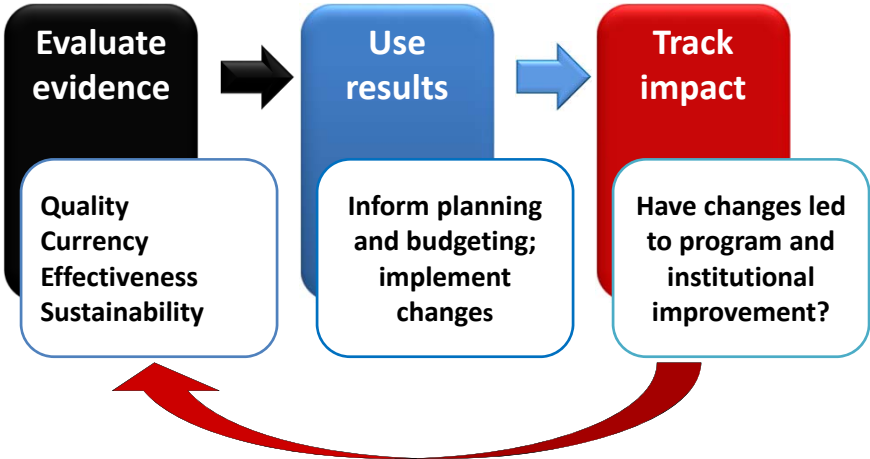 Evaluate
evidence
Quality
Currency
Effectiveness
Sustainability
Use
results
Inform planning
and budgeting;
implement
changes
Track
impact
Have changes led
to program and
institutional
improvement?